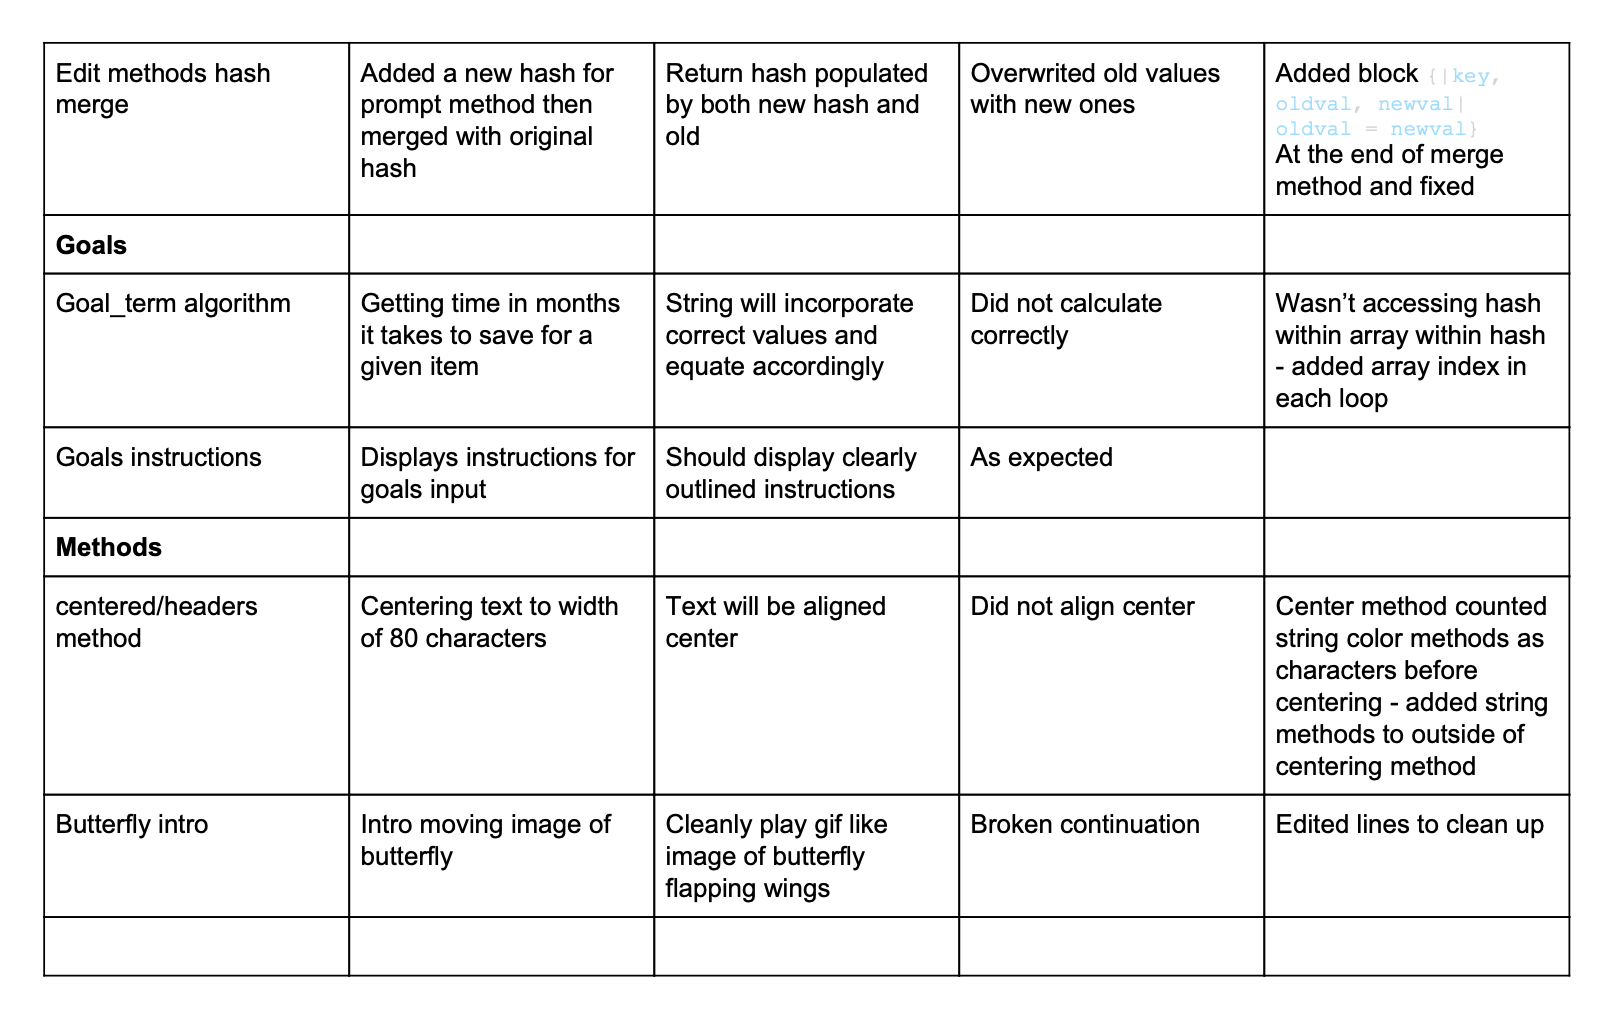 Edit methods hash
merge
Added a new hash for
prompt method then
merged with original
hash
Return hash populated
by both new hash and
old
Overwrited old values
with new ones
Added block {|key,
oldval, newval|
oldval = newval}
At the end of merge
method and fixed
Goals
Goal_term algorithm
Getting time in months
it takes to save for a
given item
String will incorporate
correct values and
equate accordingly
Did not calculate
correctly
Wasn’t accessing hash
within array within hash
- added array index in
each loop
Goals instructions
Displays instructions for
goals input
Should display clearly
outlined instructions
As expected
Methods
centered/headers
method
Centering text to width
of 80 characters
Text will be aligned
center
Did not align center
Center method counted
string color methods as
characters before
centering - added string
methods to outside of
centering method
Butterfly intro
Intro moving image of
butterfly
Cleanly play gif like
image of butterfly
flapping wings
Broken continuation
Edited lines to clean up